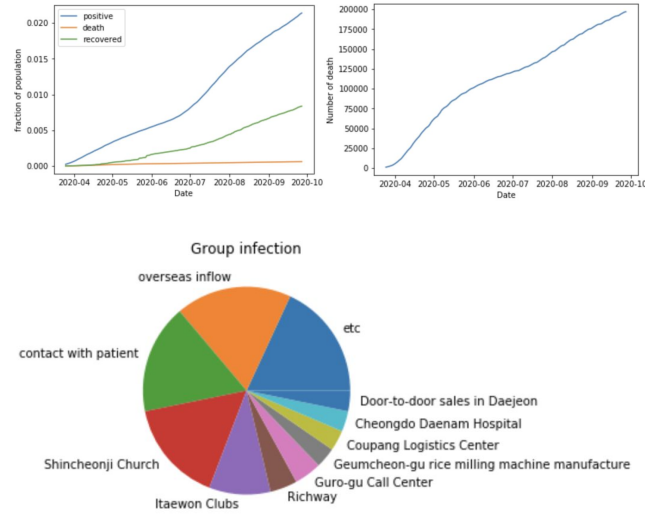 positive
death
recovered
fraction of population
0.020
0.015
0.010
0.005
0.000
2020-04 2020-05 2020-06 2020-07 2020-08 2020-09 2020-10
Date
Number of death
200000
175000
150000
125000
100000
75000
50000
25000
0
2020-04 2020-05 2020-06 2020-07 2020-08 2020-09 2020-10
Date
Group infection
overseas inflow
etc
contact with patient
Door-to-door sales in Daejeon
Cheongdo Daenam Hospital
Coupang Logistics Center
Shincheonji Church
Geumcheon-gu rice milling machine manufacture
Guro-gu Call Center
Richway
Itaewon Clubs